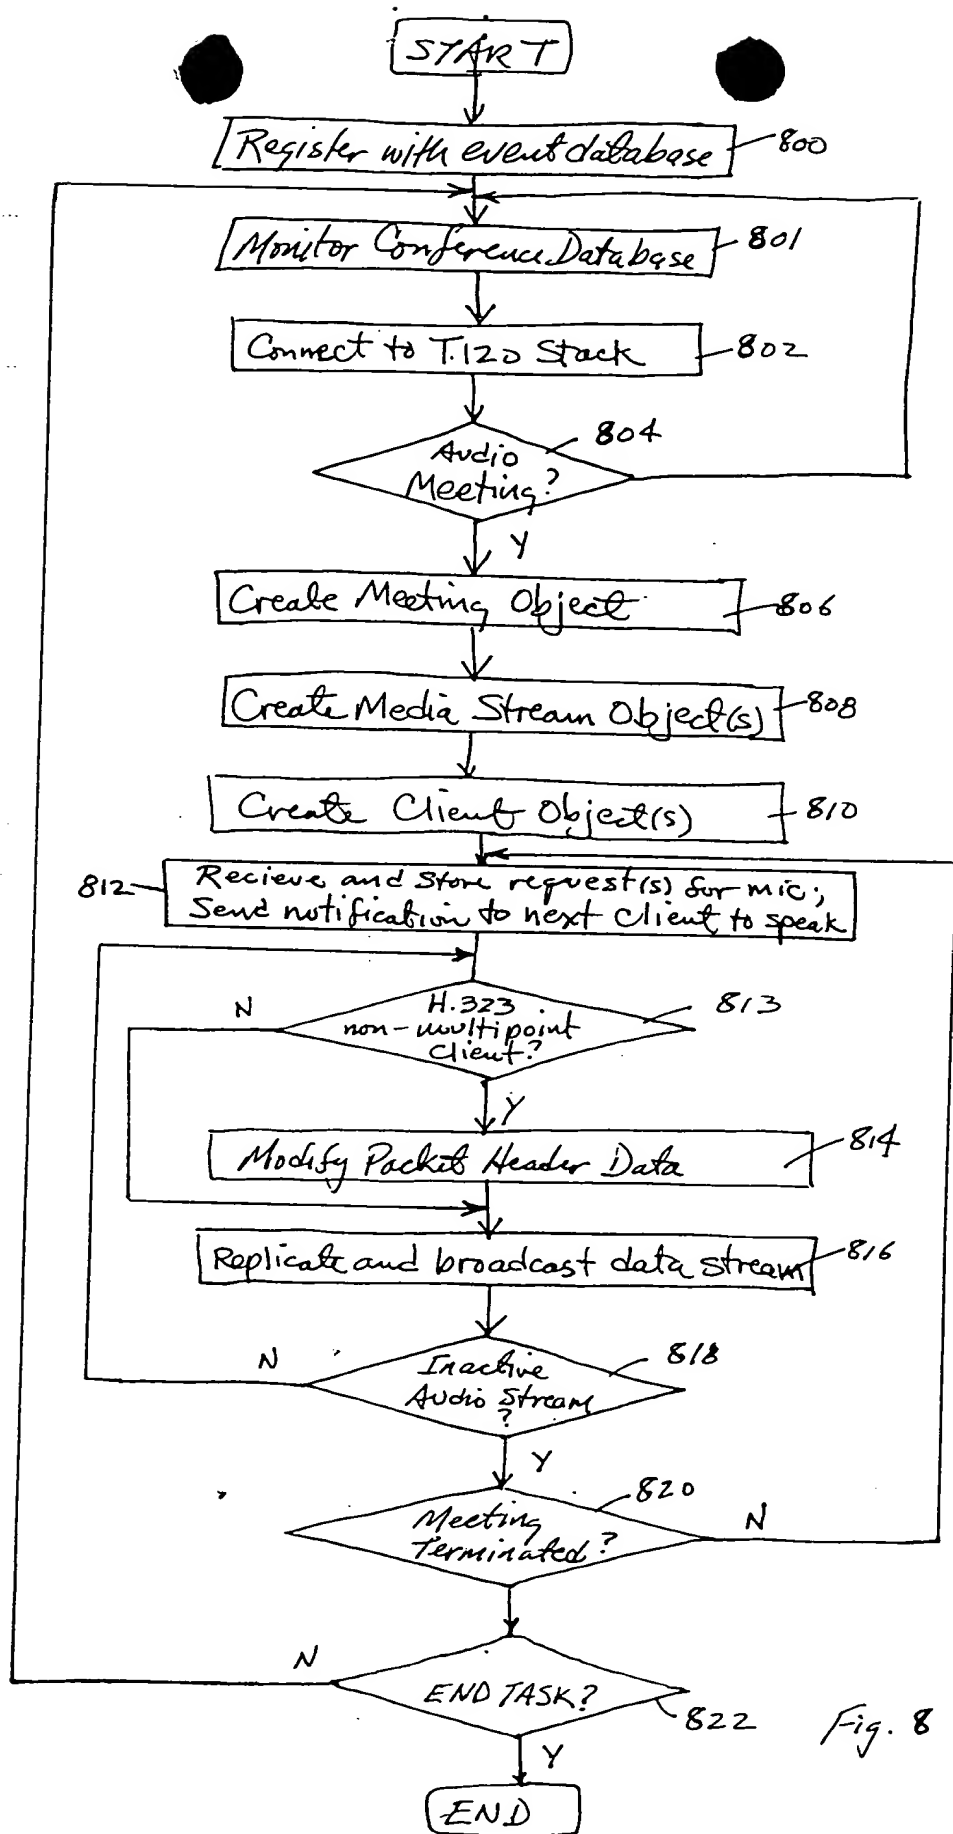 START
Register with event database
800
Monitor Conference Database
801
Connect to T.120 Stack
802
804
Audio
Meeting?
Y
Create Meeting Object
806
Create Media Stream Object(s)
808
Create Client Object(s)
810
812
Recieve and Store request(s) for mic;
Send notification to next client to speak
N
H.323
non-multipoint
client?
813
Y
Modify Packet Header Data
814
Replicate and broadcast data stream
816
N
Inactive
Audio Stream
?
818
Y
820
Meeting
Terminated?
N
N
END TASK?
822
Fig. 8
Y
END